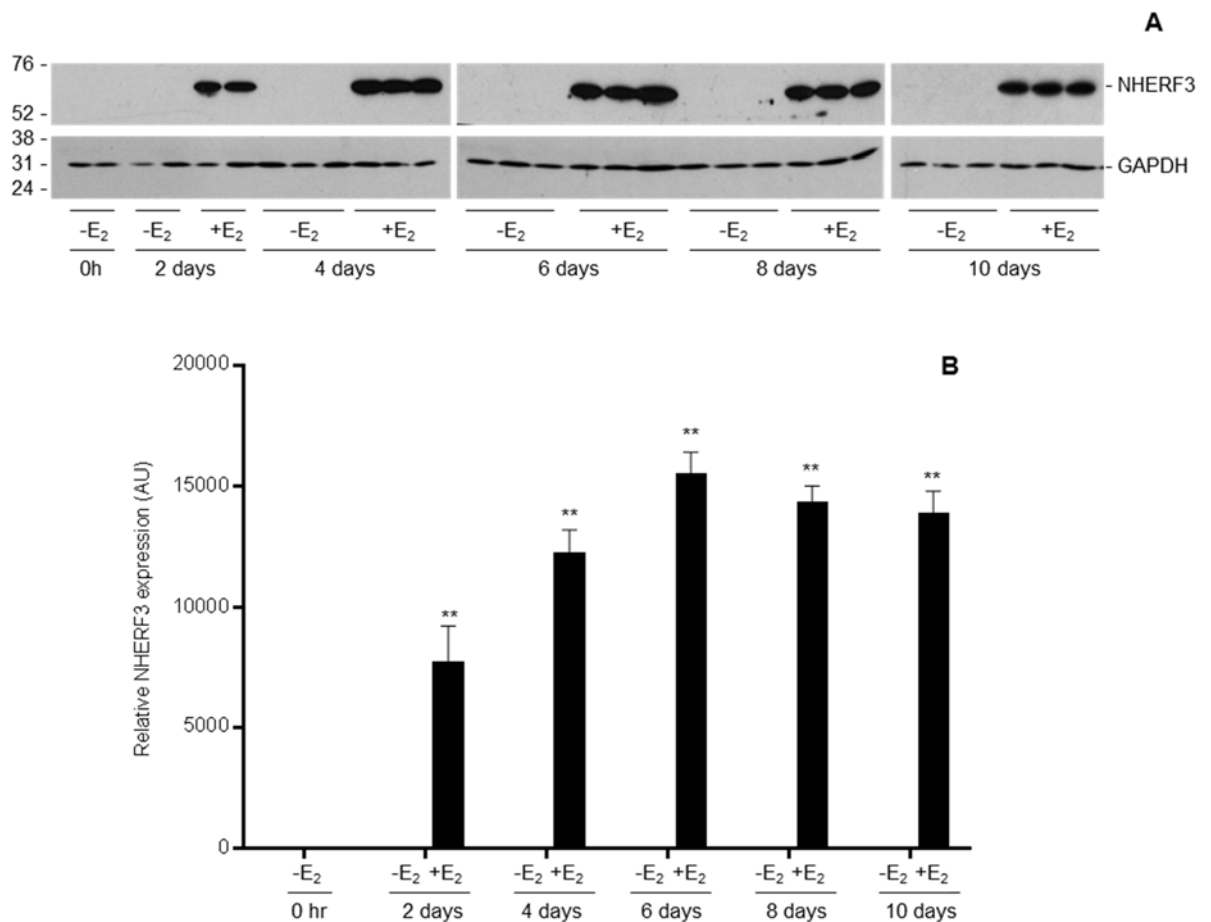 A
76 -
52 -
- NHERF3
38 -
31 -
24 -
- GAPDH
-E₂ -E₂ +E₂ -E₂ +E₂ -E₂ +E₂ -E₂ +E₂ -E₂ +E₂
0h 2 days 4 days 6 days 8 days 10 days
B
Relative NHERF3 expression (AU)
20000
15000
10000
5000
0
** ** ** ** **
-E₂ -E₂ +E₂ -E₂ +E₂ -E₂ +E₂ -E₂ +E₂ -E₂ +E₂
0 hr 2 days 4 days 6 days 8 days 10 days